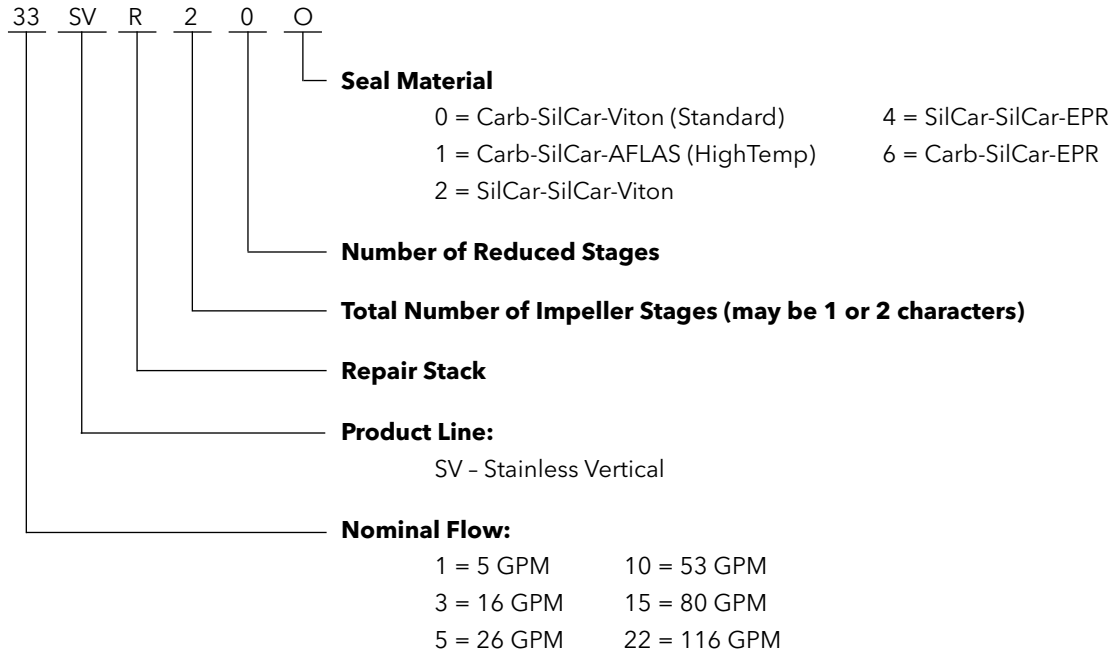 33 SV R 2 0 O
Seal Material
0 = Carb-SilCar-Viton (Standard) 4 = SilCar-SilCar-EPR
1 = Carb-SilCar-AFLAS (HighTemp) 6 = Carb-SilCar-EPR
2 = SilCar-SilCar-Viton
Number of Reduced Stages
Total Number of Impeller Stages (may be 1 or 2 characters)
Repair Stack
Product Line:
SV – Stainless Vertical
Nominal Flow:
1 = 5 GPM 10 = 53 GPM
3 = 16 GPM 15 = 80 GPM
5 = 26 GPM 22 = 116 GPM